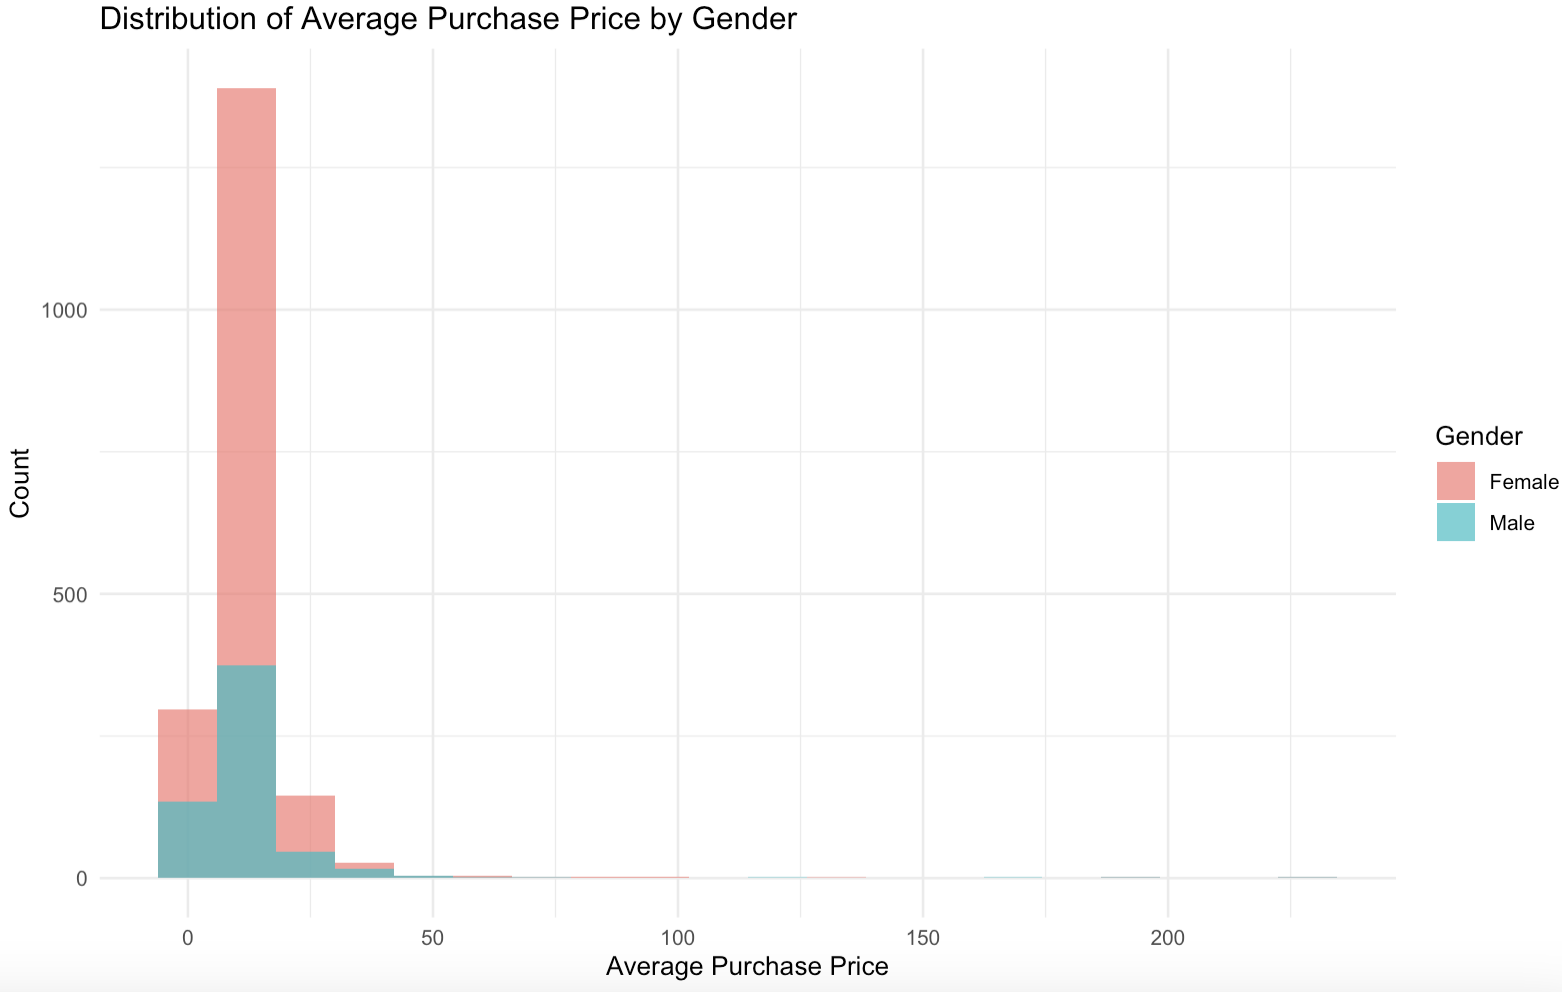 Distribution of Average Purchase Price by Gender
Count
1000
500
0
0 50 100 150 200
Average Purchase Price
Gender
Female
Male